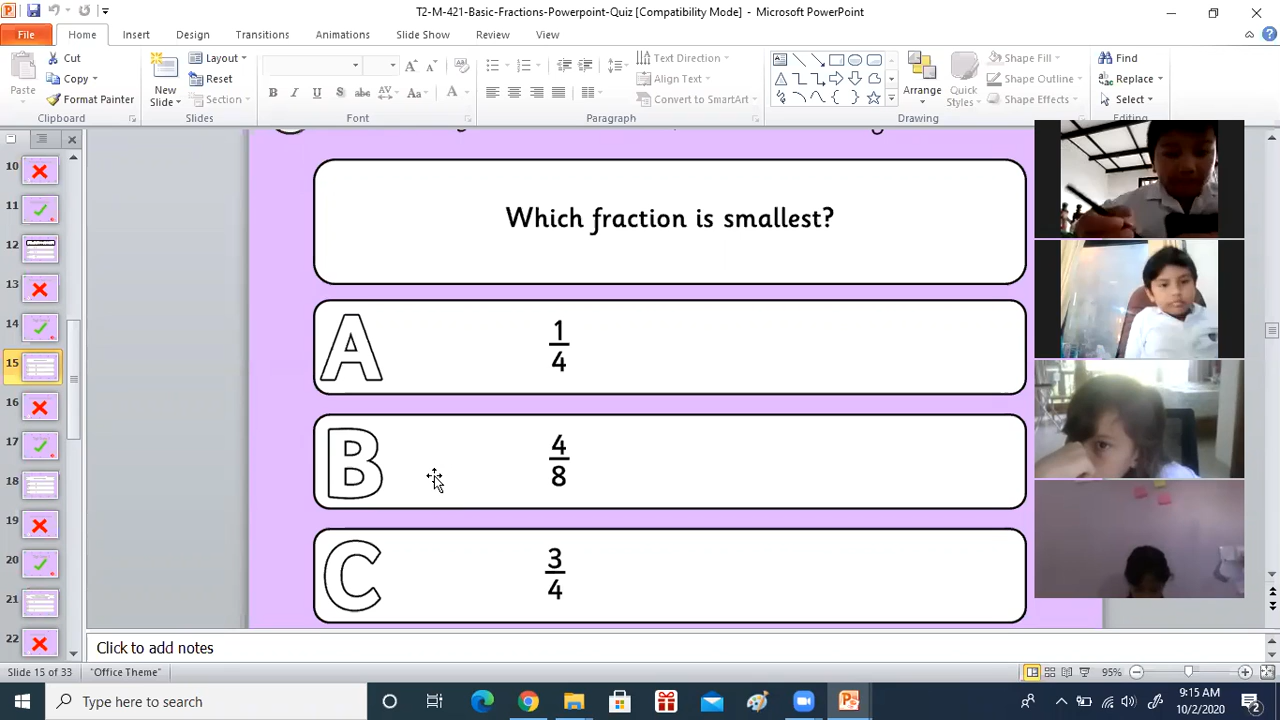 T2-M-421-Basic-Fractions-Powerpoint-Quiz [Compatibility Mode] - Microsoft PowerPoint
File Home Insert Design Transitions Animations Slide Show Review View
Paste
Cut
Copy
Format Painter
Clipboard
New Slide
Layout
Reset
Section
Slides
B I U S abc AV Aa A
Font
Text Direction
Align Text
Convert to SmartArt
Paragraph
Arrange
Quick Styles
Shape Fill
Shape Outline
Shape Effects
Drawing
Find
Replace
Select
Editing
10
11
12
13
14
15
16
17
18
19
20
21
22
Which fraction is smallest?
A 1/4
B 4/8
C 3/4
Click to add notes
Slide 15 of 33 "Office Theme" 95%
Type here to search
9:15 AM
10/2/2020